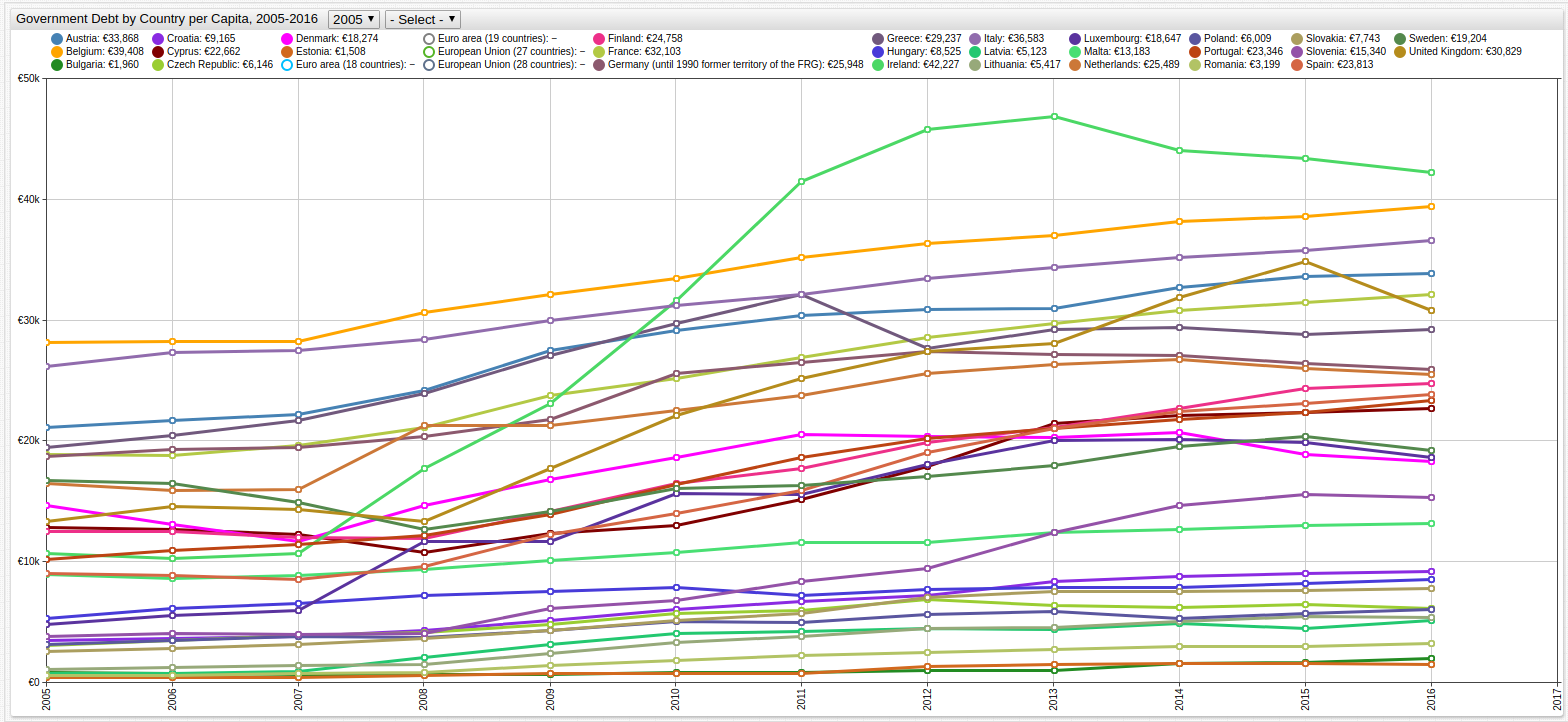 Government Debt by Country per Capita, 2005-2016 2005 ▼ - Select - ▼
Austria: €33,868 Croatia: €9,165 Denmark: €18,274 Euro area (19 countries): − Finland: €24,758 Greece: €29,237 Italy: €36,583 Luxembourg: €18,647 Poland: €6,009 Slovakia: €7,743 Sweden: €19,204
Belgium: €39,408 Cyprus: €22,662 Estonia: €1,508 European Union (27 countries): − France: €32,103 Hungary: €8,525 Latvia: €5,123 Malta: €13,183 Portugal: €23,346 Slovenia: €15,340 United Kingdom: €30,829
Bulgaria: €1,960 Czech Republic: €6,146 Euro area (18 countries): − European Union (28 countries): − Germany (until 1990 former territory of the FRG): €25,948 Ireland: €42,227 Lithuania: €5,417 Netherlands: €25,489 Romania: €3,199 Spain: €23,813
€50k
€40k
€30k
€20k
€10k
€0
2005 2006 2007 2008 2009 2010 2011 2012 2013 2014 2015 2016 2017